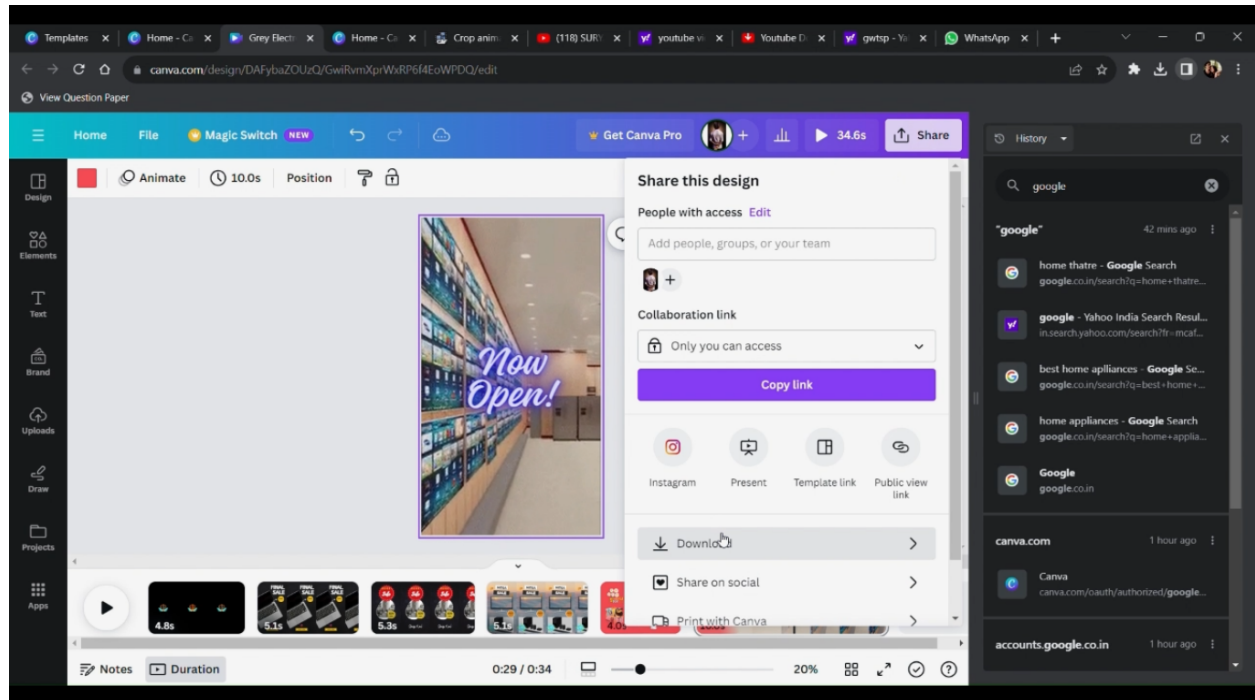 Templates
Home - Ca
Grey Electr
Home - Ca
Crop anim
(118) SURY
youtube vi
Youtube D
gwtsp - Ya
WhatsApp
canva.com/design/DAFybaZOUzQ/GwiRvmXprWxRP6f4EoWPDQ/edit
View Question Paper
Home
File
Magic Switch NEW
Get Canva Pro
34.6s
Share
Animate
10.0s
Position
Design
Elements
Text
Brand
Uploads
Draw
Projects
Apps
Now
Open!
Share this design
People with access Edit
Add people, groups, or your team
Collaboration link
Only you can access
Copy link
Instagram
Present
Template link
Public view
link
Download
Share on social
Print with Canva
4.8s
FINAL
SALE
5.1s
5.3s
5.1s
4.0s
Notes
Duration
0:29 / 0:34
20%
History
google
"google"
42 mins ago
home thatre - Google Search
google.co.in/search?q=home+thatre...
google - Yahoo India Search Resul...
in.search.yahoo.com/search?fr=mcaf...
best home aplliances - Google Se...
google.co.in/search?q=best+home+...
home appliances - Google Search
google.co.in/search?q=home+applia...
Google
google.co.in
canva.com
1 hour ago
Canva
canva.com/oauth/authorized/google...
accounts.google.co.in
1 hour ago